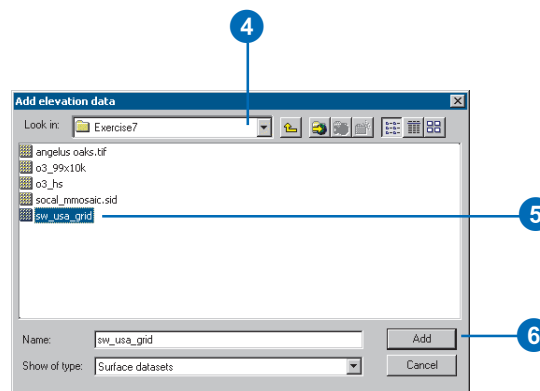 4
Add elevation data
Look in: Exercise7
angelus oaks.tif
o3_99x10k
o3_hs
socal_mmosaic.sid
sw_usa_grid
5
Name: sw_usa_grid Add
6
Show of type: Surface datasets Cancel